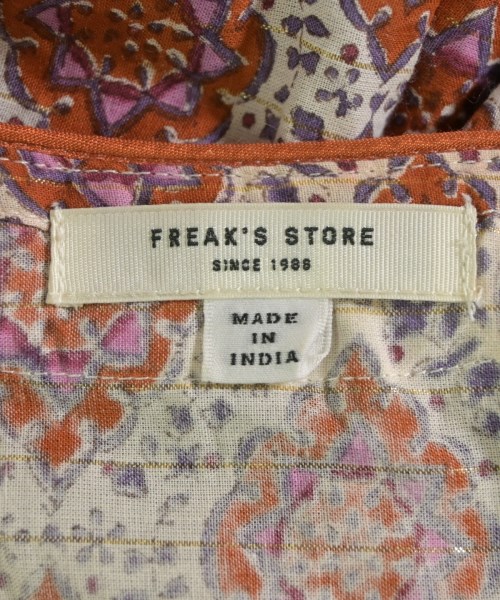 FREAK'S STORE
SINCE 1986
MADE
IN
INDIA